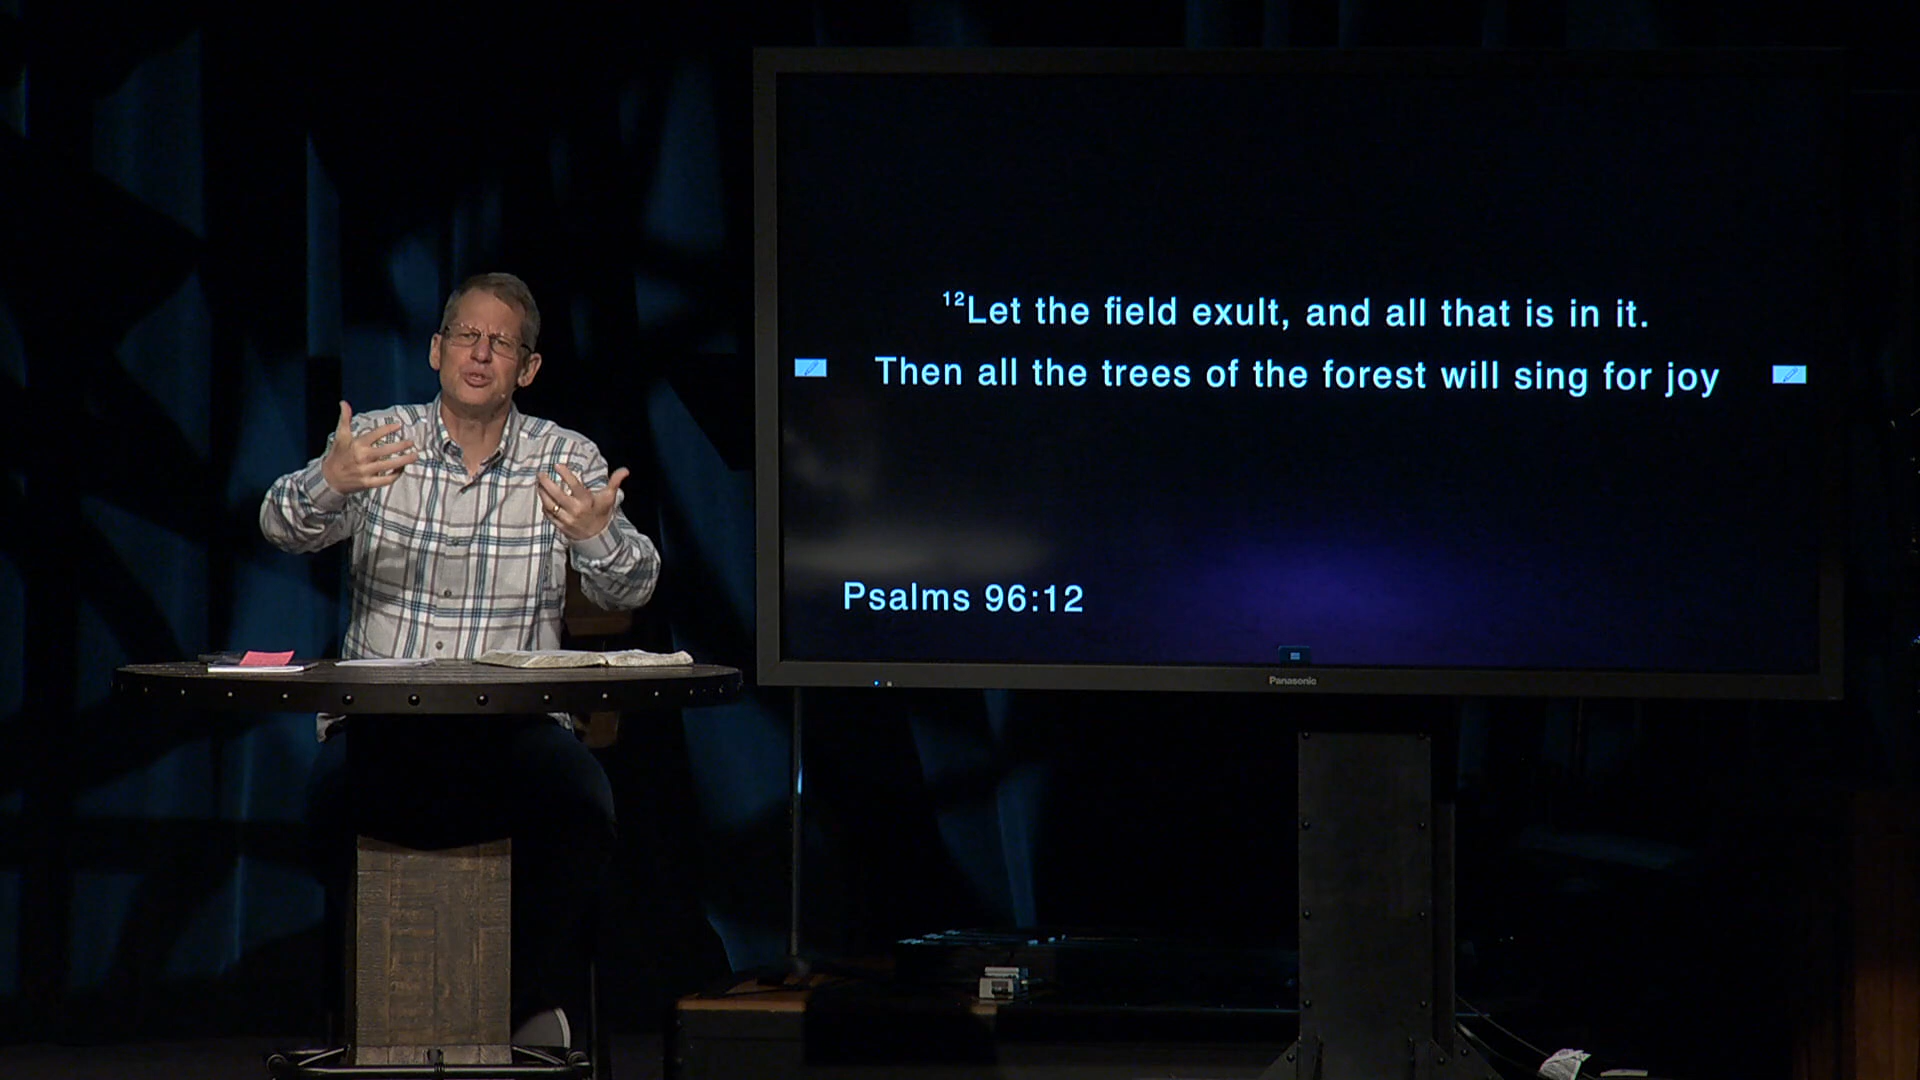 ¹²Let the field exult, and all that is in it.
Then all the trees of the forest will sing for joy
Psalms 96:12
Panasonic